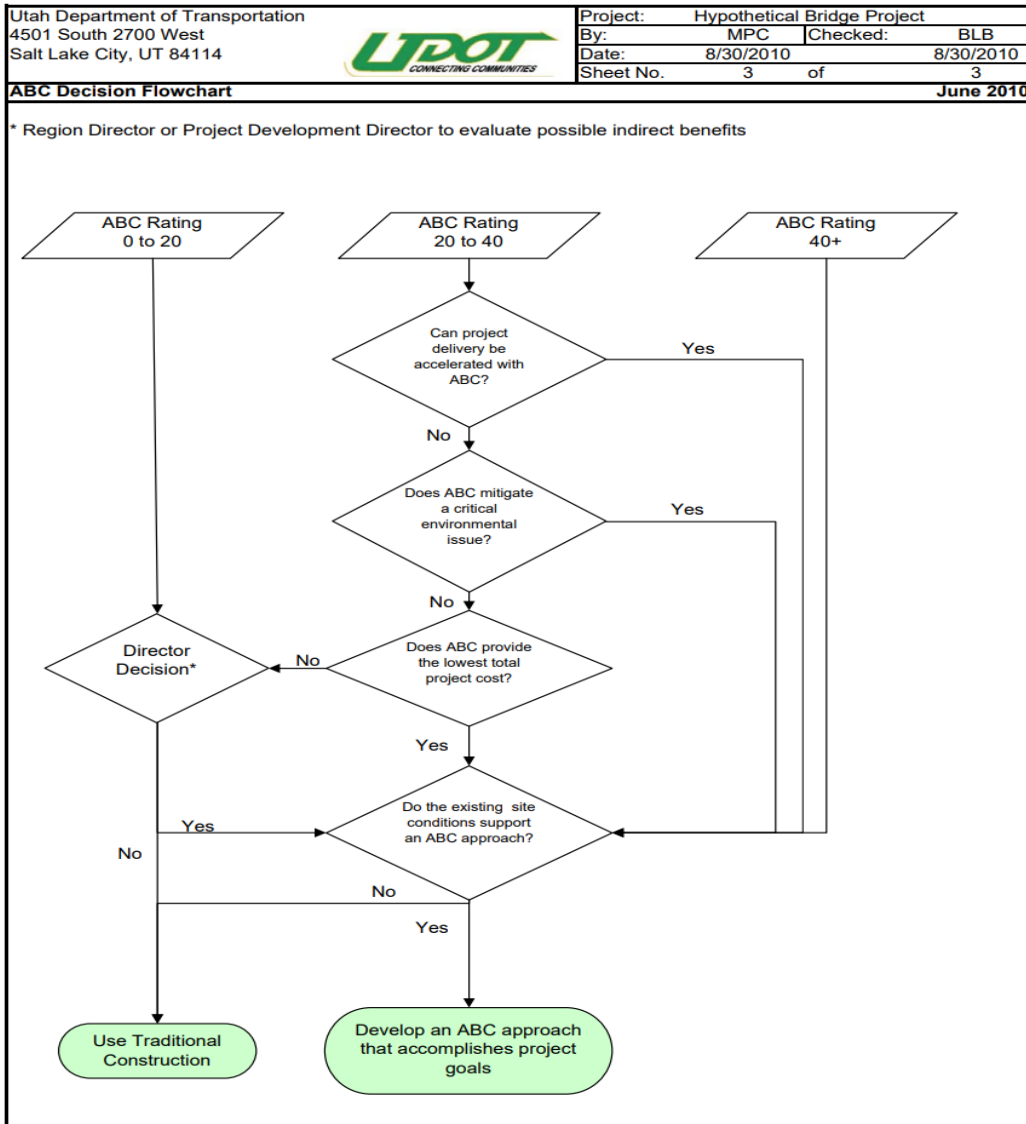 Utah Department of Transportation
4501 South 2700 West
Salt Lake City, UT 84114
UDOT
CONNECTING COMMUNITIES
Project: Hypothetical Bridge Project
By: MPC Checked: BLB
Date: 8/30/2010 8/30/2010
Sheet No. 3 of 3
ABC Decision Flowchart June 2010
* Region Director or Project Development Director to evaluate possible indirect benefits
ABC Rating
0 to 20
ABC Rating
20 to 40
ABC Rating
40+
Can project
delivery be
accelerated with
ABC?
Yes
No
Does ABC mitigate
a critical
environmental
issue?
Yes
No
Director
Decision*
No
Does ABC provide
the lowest total
project cost?
Yes
Do the existing site
conditions support
an ABC approach?
Yes
No
No
Yes
Use Traditional
Construction
Develop an ABC approach
that accomplishes project
goals